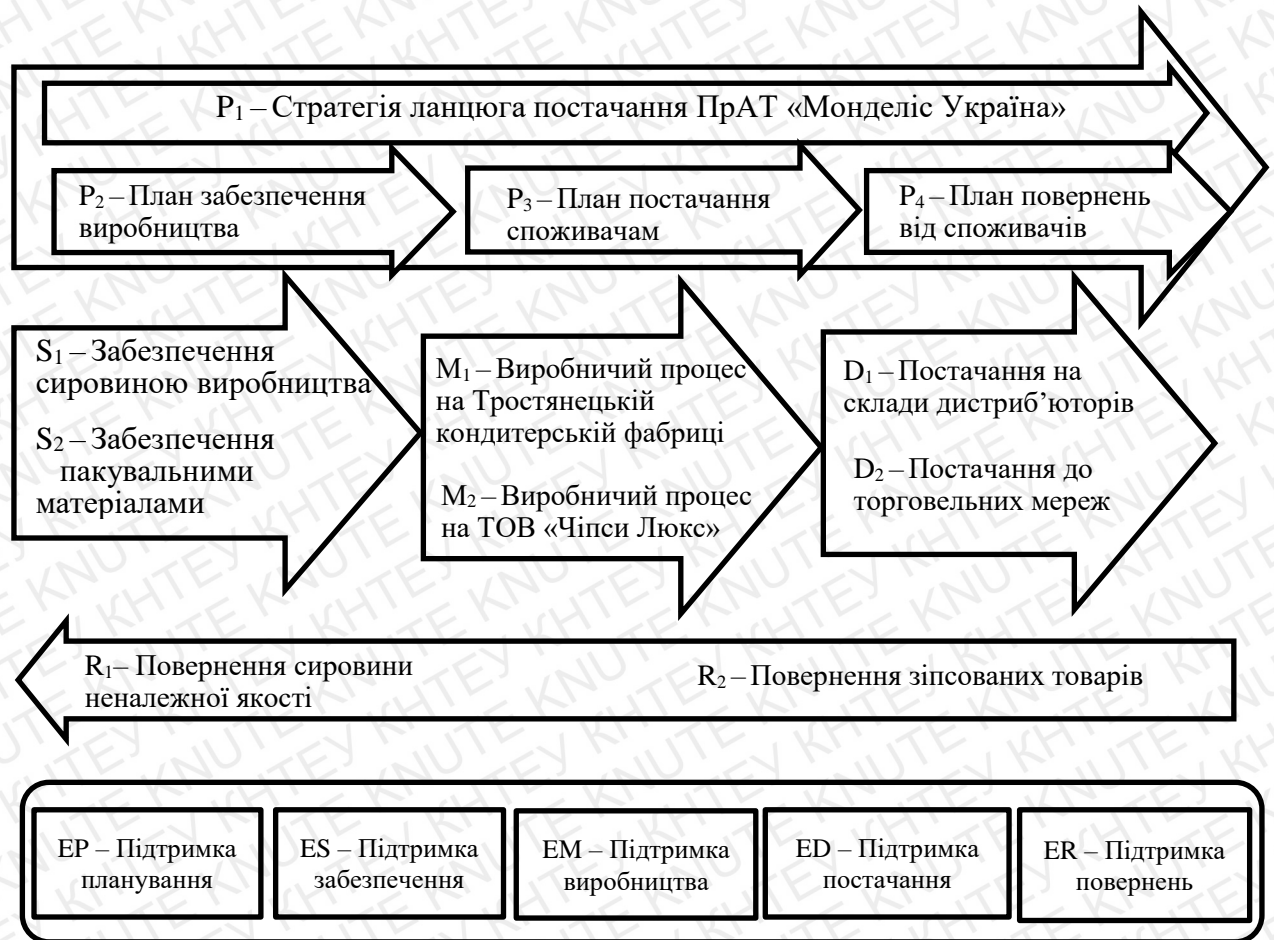 P₁ – Стратегія ланцюга постачання ПрАТ «Монделіс Україна»
P₂ – План забезпечення
виробництва
P₃ – План постачання
споживачам
P₄ – План повернень
від споживачів
S₁ – Забезпечення
сировиною виробництва
S₂ – Забезпечення
пакувальними
матеріалами
M₁ – Виробничий процес
на Тростянецькій
кондитерській фабриці
M₂ – Виробничий процес
на ТОВ «Чіпси Люкс»
D₁ – Постачання на
склади дистриб’юторів
D₂ – Постачання до
торговельних мереж
R₁– Повернення сировини
неналежної якості
R₂ – Повернення зіпсованих товарів
EP – Підтримка
планування
ES – Підтримка
забезпечення
EM – Підтримка
виробництва
ED – Підтримка
постачання
ER – Підтримка
повернень